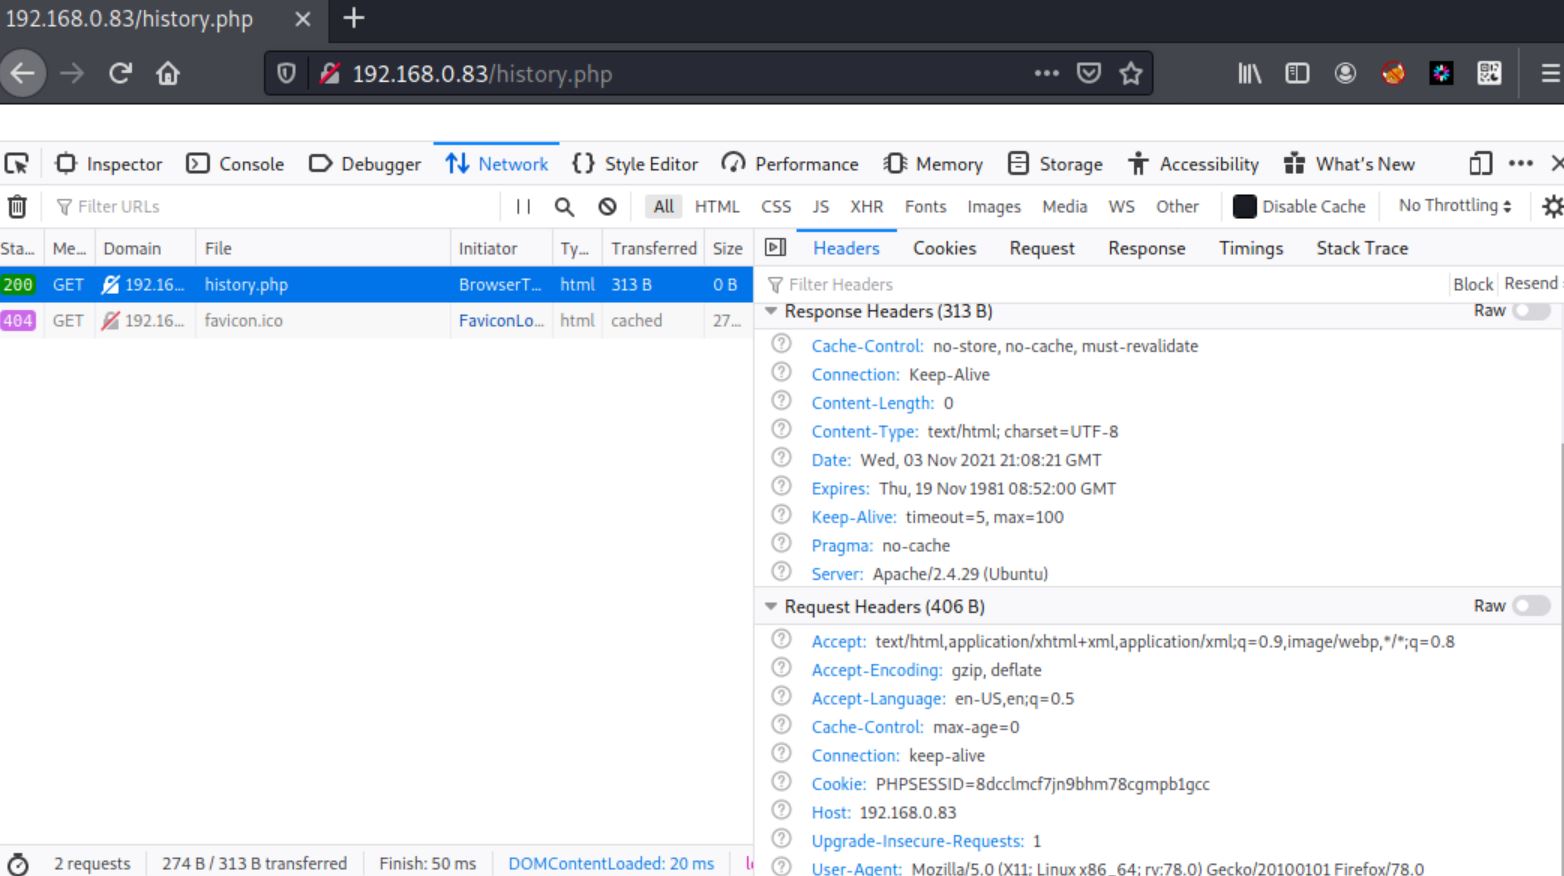 192.168.0.83/history.php
192.168.0.83/history.php
Inspector Console Debugger Network Style Editor Performance Memory Storage Accessibility What's New
Filter URLs All HTML CSS JS XHR Fonts Images Media WS Other Disable Cache No Throttling
Sta... Me... Domain File Initiator Ty... Transferred Size Headers Cookies Request Response Timings Stack Trace
200 GET 192.16... history.php BrowserT... html 313 B 0 B Filter Headers Block Resend
Response Headers (313 B) Raw
404 GET 192.16... favicon.ico FaviconLo... html cached 27...
Cache-Control: no-store, no-cache, must-revalidate
Connection: Keep-Alive
Content-Length: 0
Content-Type: text/html; charset=UTF-8
Date: Wed, 03 Nov 2021 21:08:21 GMT
Expires: Thu, 19 Nov 1981 08:52:00 GMT
Keep-Alive: timeout=5, max=100
Pragma: no-cache
Server: Apache/2.4.29 (Ubuntu)
Request Headers (406 B) Raw
Accept: text/html,application/xhtml+xml,application/xml;q=0.9,image/webp,*/*;q=0.8
Accept-Encoding: gzip, deflate
Accept-Language: en-US,en;q=0.5
Cache-Control: max-age=0
Connection: keep-alive
Cookie: PHPSESSID=8dcclmcf7jn9bhm78cgmpb1gcc
Host: 192.168.0.83
Upgrade-Insecure-Requests: 1
User-Agent: Mozilla/5.0 (X11; Linux x86_64; rv:78.0) Gecko/20100101 Firefox/78.0
2 requests 274 B / 313 B transferred Finish: 50 ms DOMContentLoaded: 20 ms